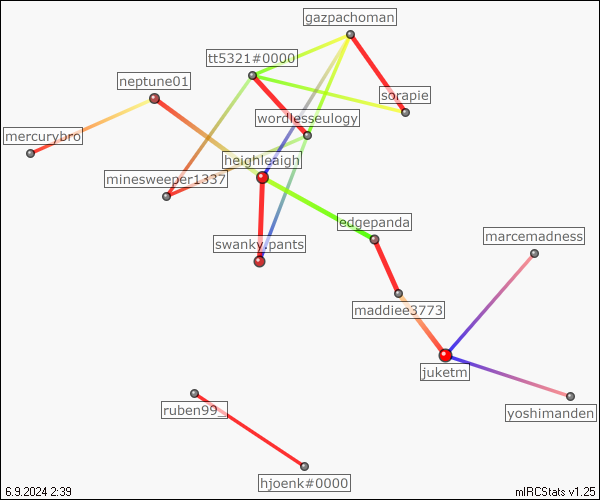 gazpachoman
tt5321#0000
neptune01
sorapie
wordlesseulogy
mercurybro
heighleaigh
minesweeper1337
edgepanda
marcemadness
swanky.pants
maddiee3773
juketm
ruben99_
yoshimanden
hjoenk#0000
6.9.2024 2:39
mIRCStats v1.25